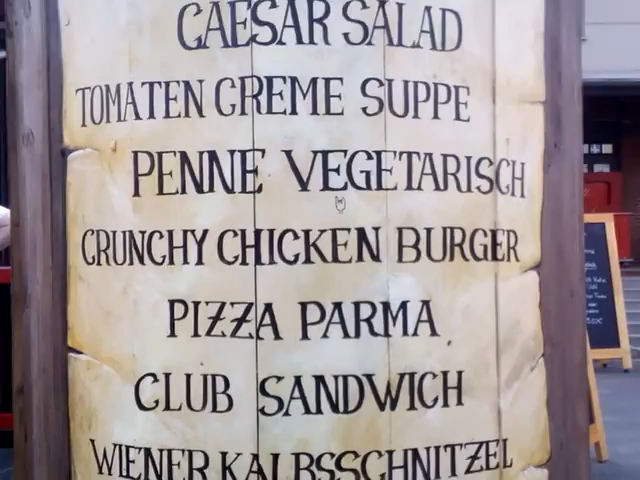 CAESAR SALAD
TOMATEN CREME SUPPE
PENNE VEGETARISCH
CRUNCHY CHICKEN BURGER
PIZZA PARMA
CLUB SANDWICH
WIENER KALBSSCHNITZEL